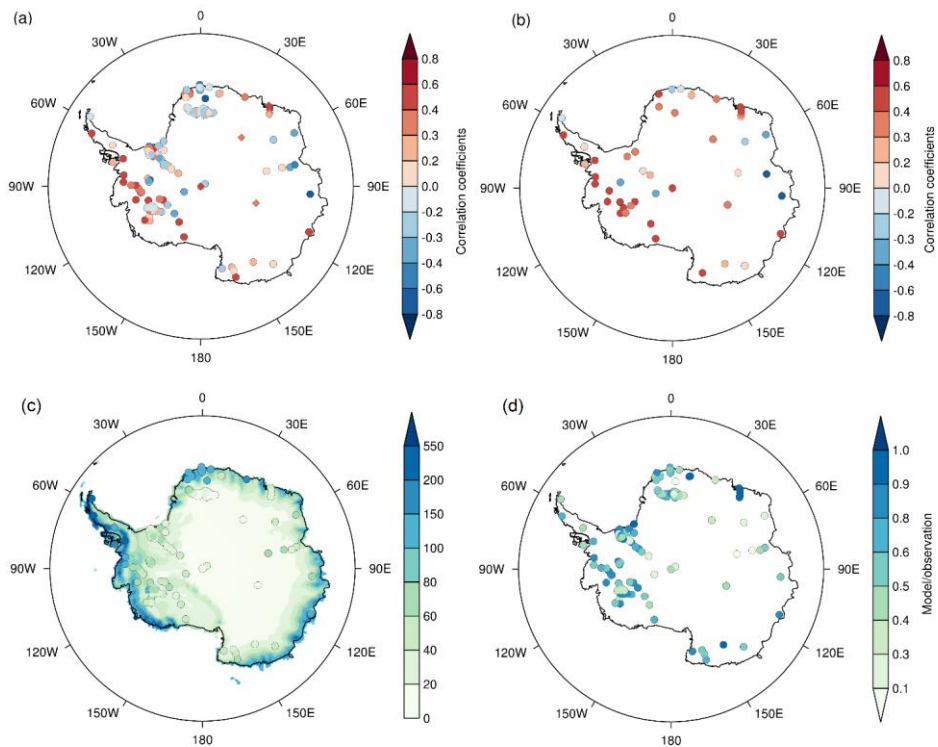 (a)
0
30W
30E
60W
60E
90W
90E
120W
120E
150W
150E
180
0.8
0.6
0.4
0.3
0.2
0.0
-0.2
-0.3
-0.4
-0.6
-0.8
Correlation coefficients
(b)
0
30W
30E
60W
60E
90W
90E
120W
120E
150W
150E
180
0.8
0.6
0.4
0.3
0.2
0.0
-0.2
-0.3
-0.4
-0.6
-0.8
Correlation coefficients
(c)
0
30W
30E
60W
60E
90W
90E
120W
120E
150W
150E
180
550
200
150
100
80
60
40
20
0
(d)
0
30W
30E
60W
60E
90W
90E
120W
120E
150W
150E
180
1.0
0.9
0.8
0.6
0.5
0.4
0.3
0.1
Model/observation